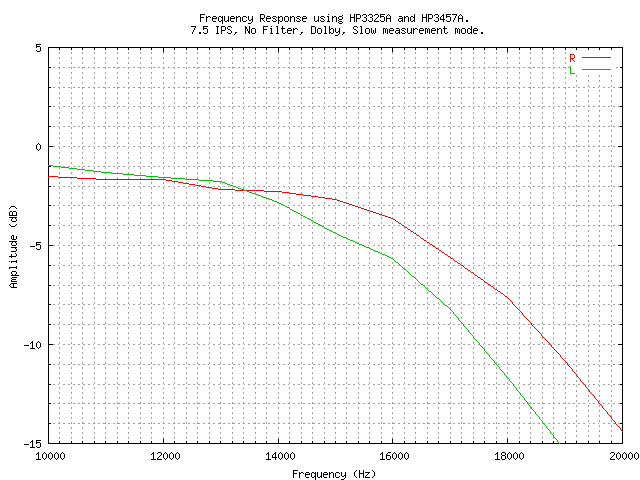 Frequency Response using HP3325A and HP3457A.
7.5 IPS, No Filter, Dolby, Slow measurement mode.
R
L
5
0
-5
-10
-15
Amplitude (dB)
10000 12000 14000 16000 18000 20000
Frequency (Hz)